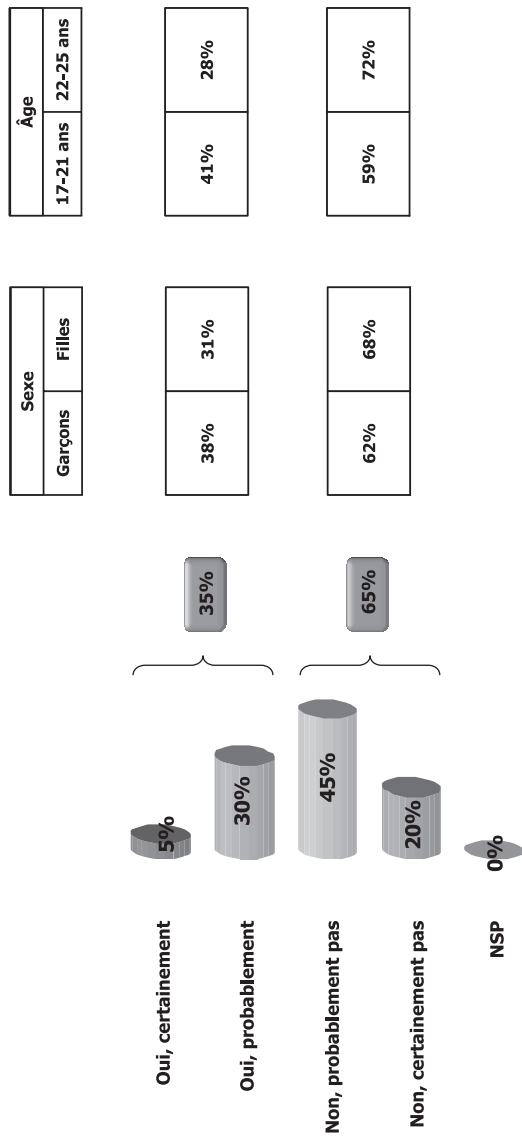 Sexe
Âge
Garçons
Filles
17-21 ans
22-25 ans
Oui, certainement
5%
Oui, probablement
30%
35%
38%
31%
41%
28%
Non, probablement pas
45%
Non, certainement pas
20%
65%
62%
68%
59%
72%
NSP
0%